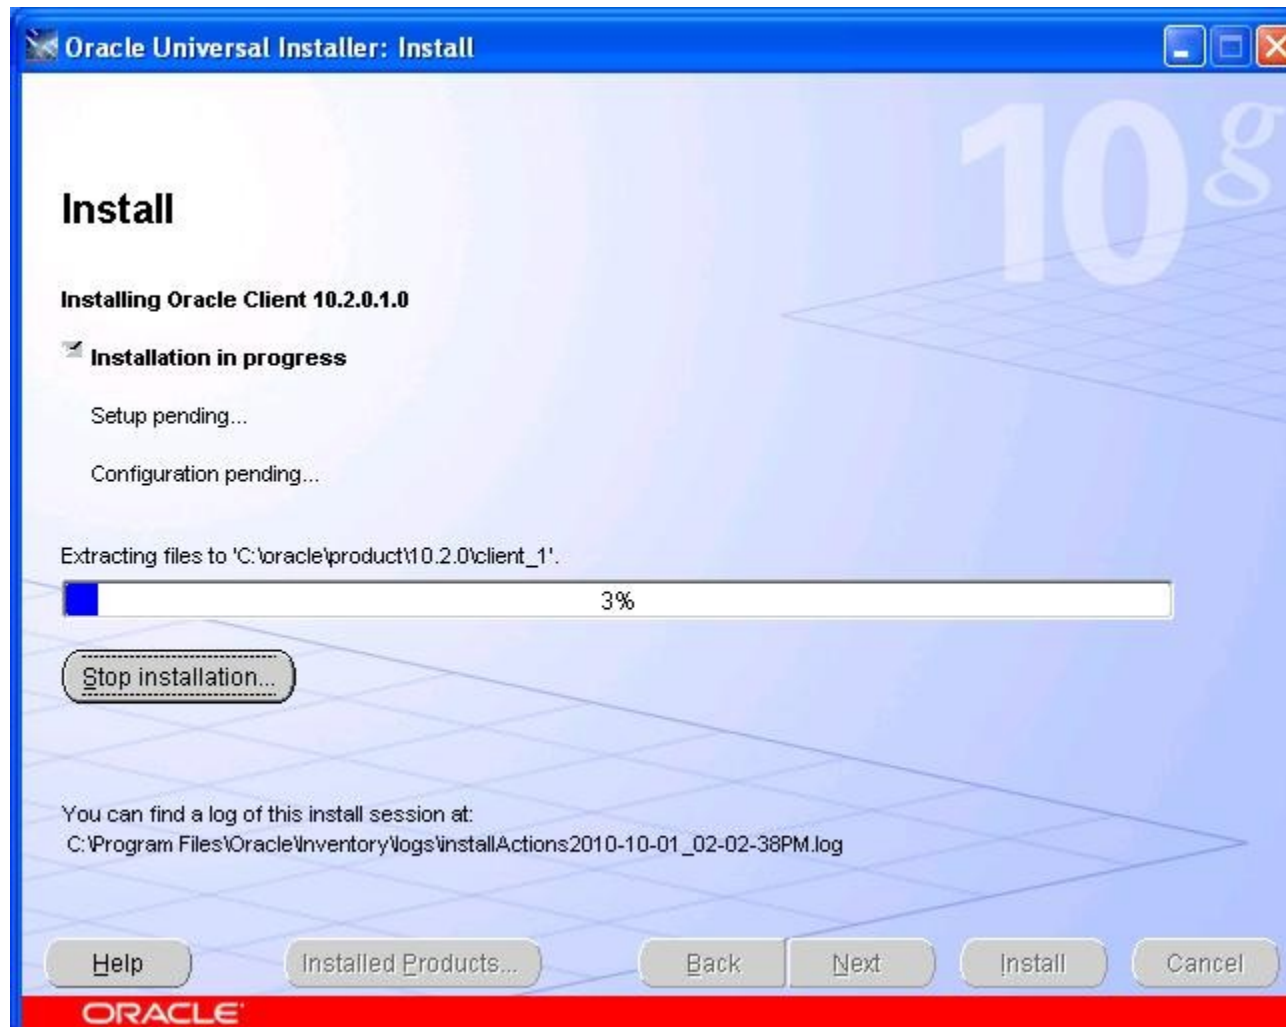 Oracle Universal Installer: Install
10g
Install
Installing Oracle Client 10.2.0.1.0
Installation in progress
Setup pending...
Configuration pending...
Extracting files to 'C:\oracle\product\10.2.0\client_1'.
3%
Stop installation...
You can find a log of this install session at:
C:\Program Files\Oracle\Inventory\logs\installActions2010-10-01_02-02-38PM.log
Help Installed Products... Back Next Install Cancel
ORACLE